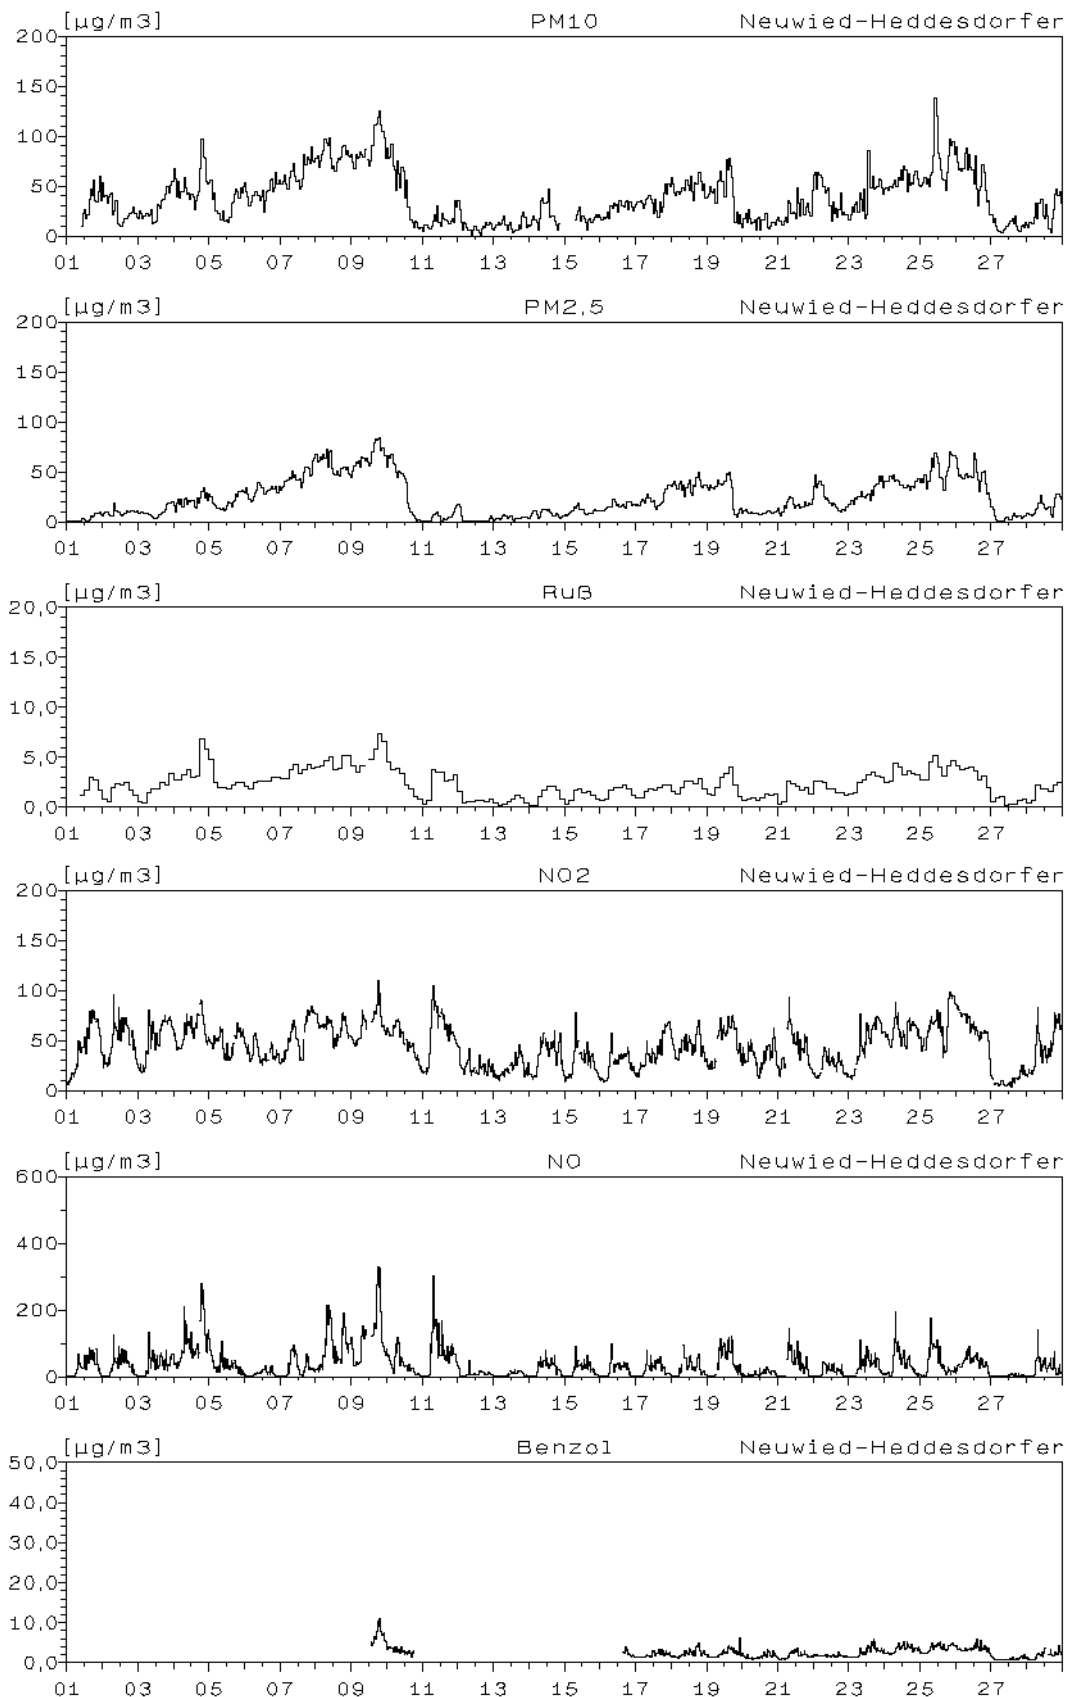 [µg/m3] PM10 Neuwied-Heddesdorfer
200
150
100
50
0
01 03 05 07 09 11 13 15 17 19 21 23 25 27
[µg/m3] PM2,5 Neuwied-Heddesdorfer
200
150
100
50
0
01 03 05 07 09 11 13 15 17 19 21 23 25 27
[µg/m3] Ruß Neuwied-Heddesdorfer
20,0
15,0
10,0
5,0
0,0
01 03 05 07 09 11 13 15 17 19 21 23 25 27
[µg/m3] NO2 Neuwied-Heddesdorfer
200
150
100
50
0
01 03 05 07 09 11 13 15 17 19 21 23 25 27
[µg/m3] NO Neuwied-Heddesdorfer
600
400
200
0
01 03 05 07 09 11 13 15 17 19 21 23 25 27
[µg/m3] Benzol Neuwied-Heddesdorfer
50,0
40,0
30,0
20,0
10,0
0,0
01 03 05 07 09 11 13 15 17 19 21 23 25 27